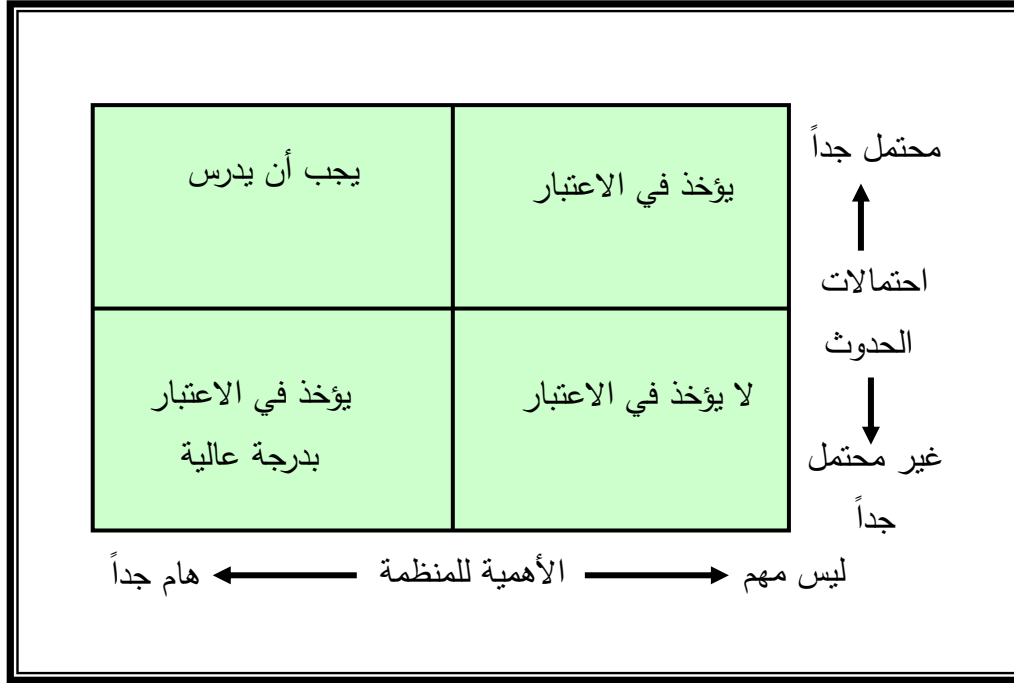 محتمل جداً
احتمالات
الحدوث
غير محتمل
جداً
يؤخذ في الاعتبار
يجب أن يدرس
لا يؤخذ في الاعتبار
يؤخذ في الاعتبار
بدرجة عالية
ليس مهم
الأهمية للمنظمة
هام جداً